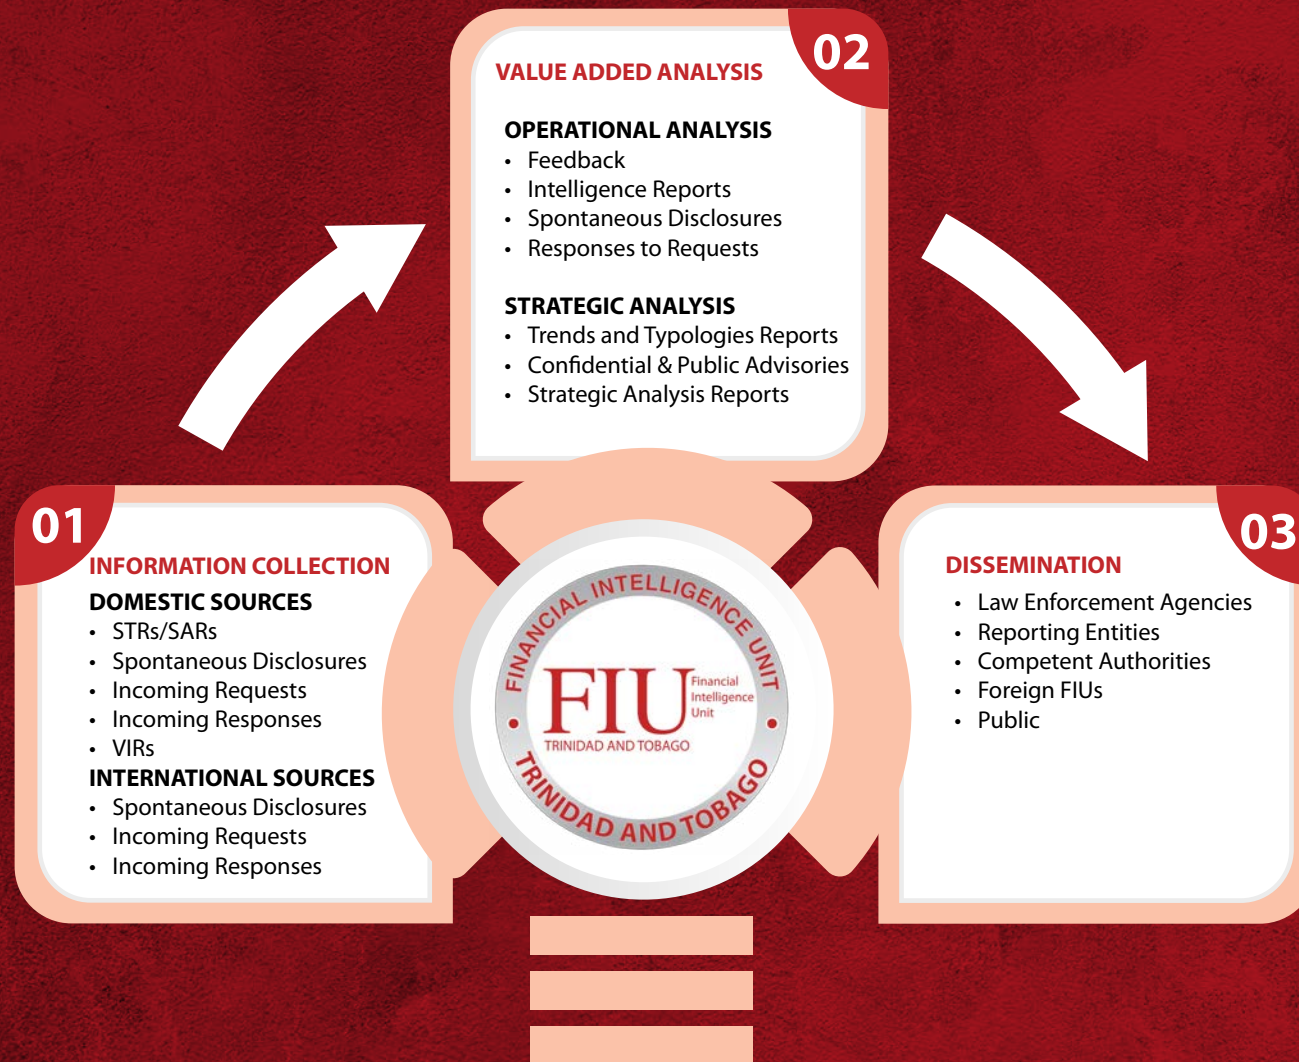 01
INFORMATION COLLECTION
DOMESTIC SOURCES
• STRs/SARs
• Spontaneous Disclosures
• Incoming Requests
• Incoming Responses
• VIRs
INTERNATIONAL SOURCES
• Spontaneous Disclosures
• Incoming Requests
• Incoming Responses
02
VALUE ADDED ANALYSIS
OPERATIONAL ANALYSIS
• Feedback
• Intelligence Reports
• Spontaneous Disclosures
• Responses to Requests
STRATEGIC ANALYSIS
• Trends and Typologies Reports
• Confidential & Public Advisories
• Strategic Analysis Reports
03
DISSEMINATION
• Law Enforcement Agencies
• Reporting Entities
• Competent Authorities
• Foreign FIUs
• Public
FINANCIAL INTELLIGENCE UNIT
FIU
Financial
Intelligence
Unit
TRINIDAD AND TOBAGO
• TRINIDAD AND TOBAGO •